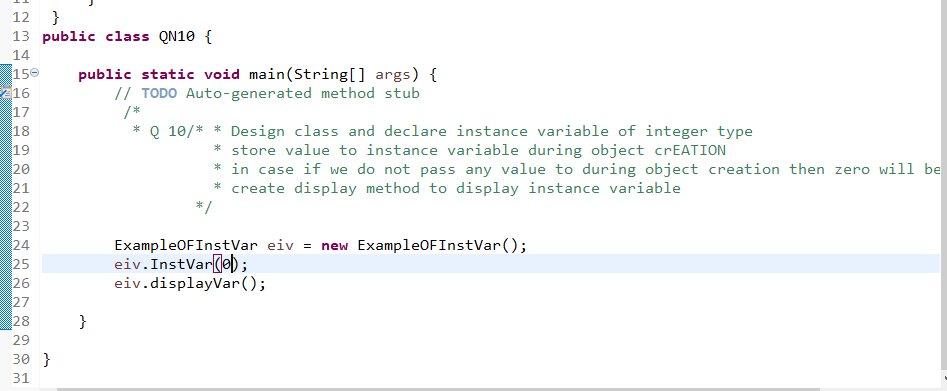 11 }
12 }
13 public class QN10 {
14
15 public static void main(String[] args) {
16 // TODO Auto-generated method stub
17 /*
18 * Q 10/* * Design class and declare instance variable of integer type
19 * store value to instance variable during object crEATION
20 * in case if we do not pass any value to during object creation then zero will be
21 * create display method to display instance variable
22 */
23
24 ExampleOFInstVar eiv = new ExampleOFInstVar();
25 eiv.InstVar(0);
26 eiv.displayVar();
27
28 }
29
30 }
31